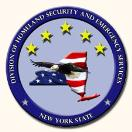 DIVISION OF HOMELAND SECURITY AND EMERGENCY SERVICES
NEW YORK STATE